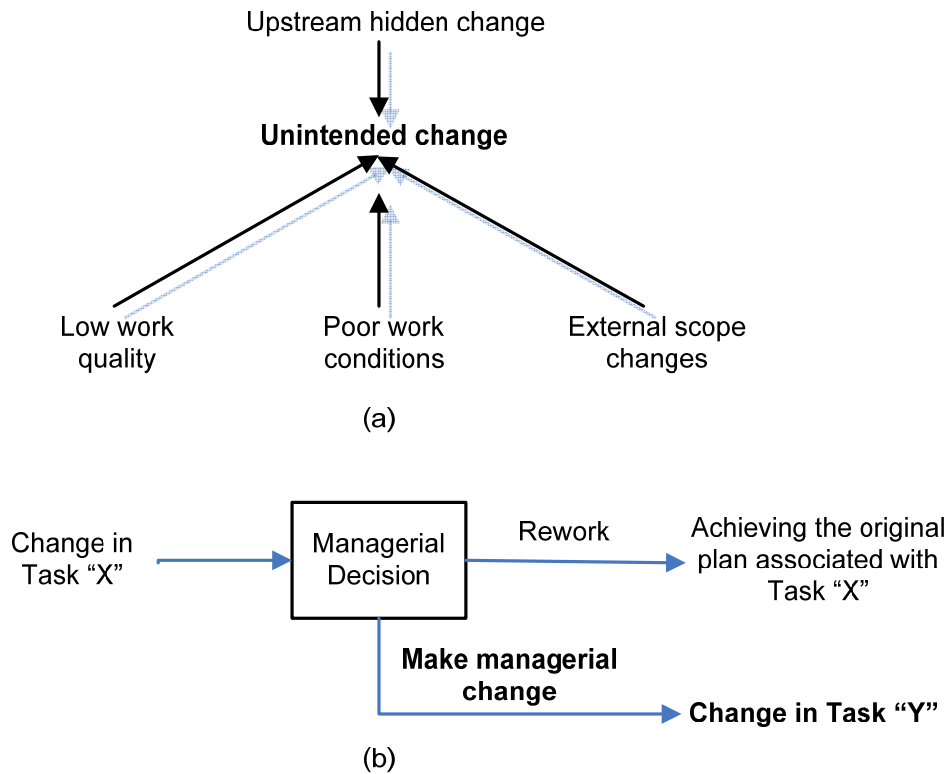 Upstream hidden change
Unintended change
Low work
quality
Poor work
conditions
External scope
changes
(a)
Change in
Task “X”
Managerial
Decision
Rework
Achieving the original
plan associated with
Task “X”
Make managerial
change
Change in Task “Y”
(b)